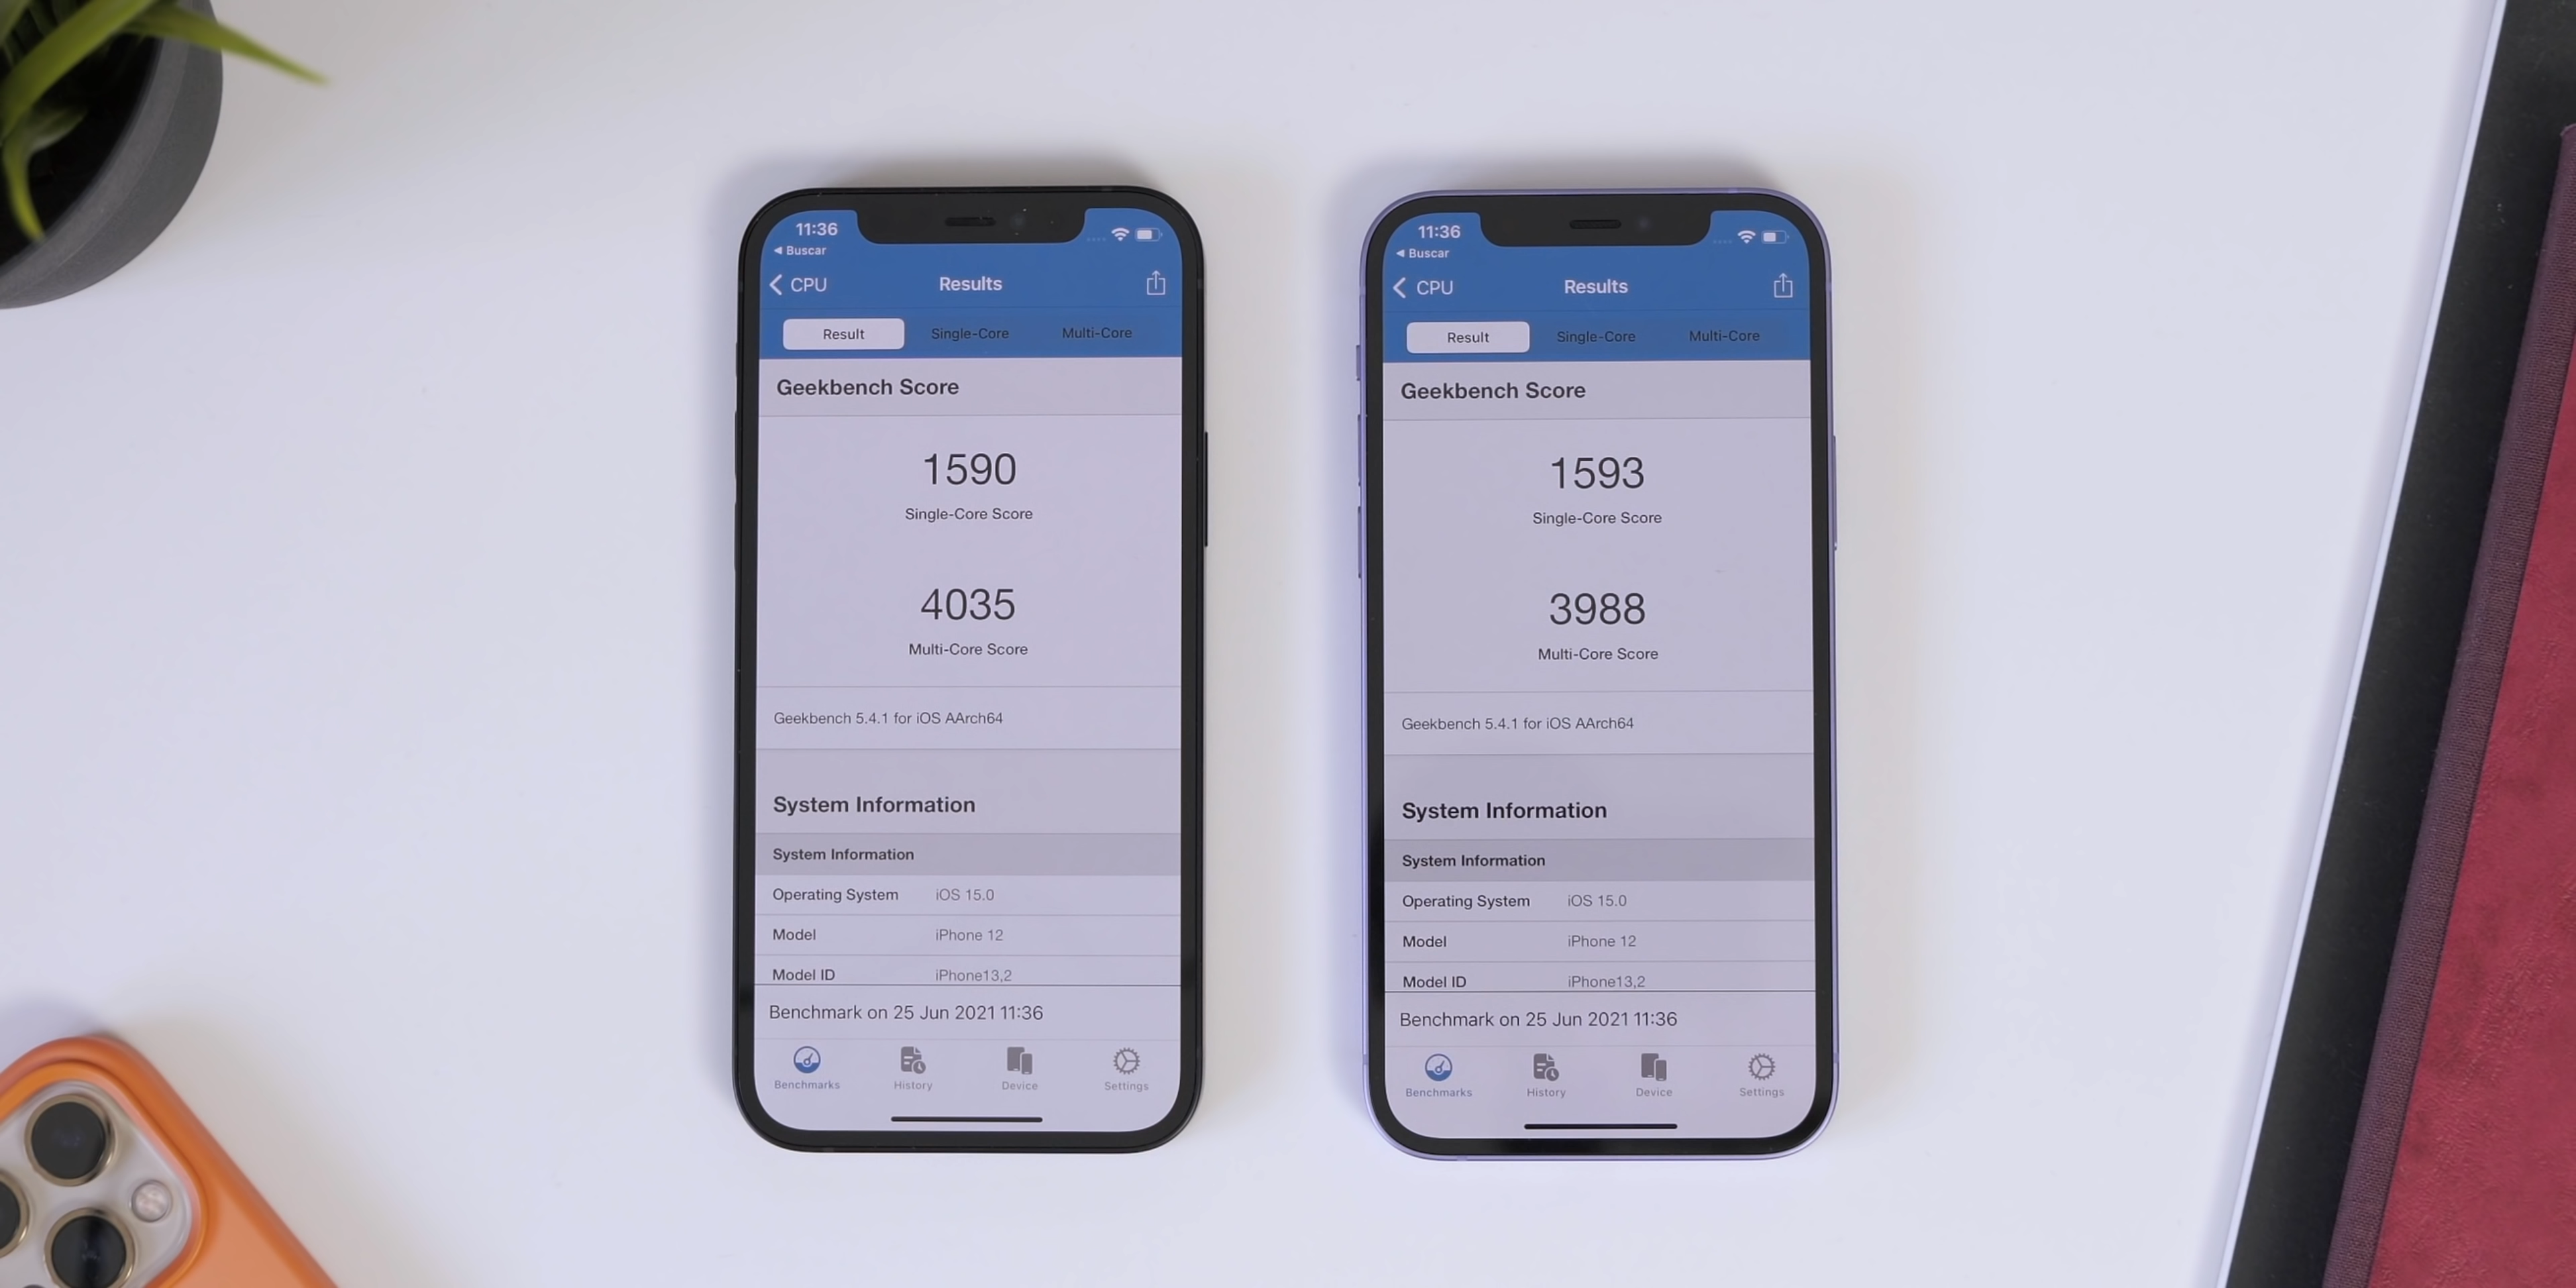 11:36
◀ Buscar
CPU
Results
Result
Single-Core
Multi-Core
Geekbench Score
1590
Single-Core Score
4035
Multi-Core Score
Geekbench 5.4.1 for iOS AArch64
System Information
System Information
Operating System iOS 15.0
Model iPhone 12
Model ID iPhone13,2
Benchmark on 25 Jun 2021 11:36
Benchmarks History Device Settings
11:36
◀ Buscar
CPU
Results
Result
Single-Core
Multi-Core
Geekbench Score
1593
Single-Core Score
3988
Multi-Core Score
Geekbench 5.4.1 for iOS AArch64
System Information
System Information
Operating System iOS 15.0
Model iPhone 12
Model ID iPhone13,2
Benchmark on 25 Jun 2021 11:36
Benchmarks History Device Settings